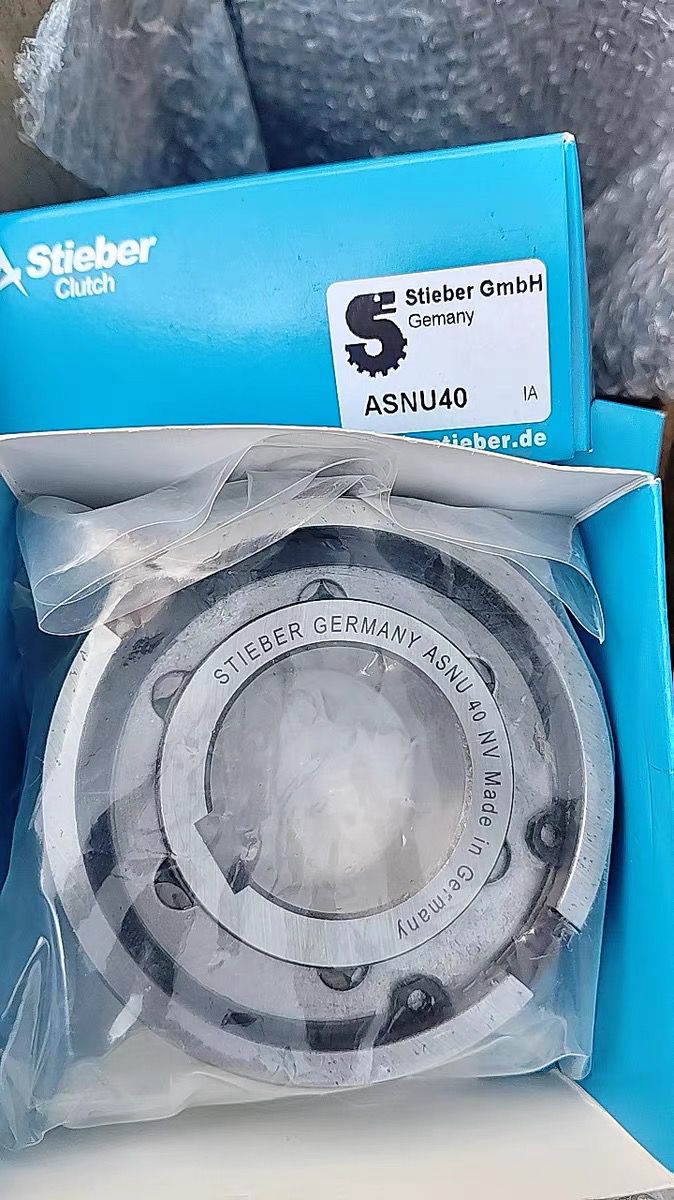 Stieber
Clutch
Stieber GmbH
Gemany
ASNU40
IA
stieber.de
STIEBER GERMANY ASNU 40 NV Made in Germany